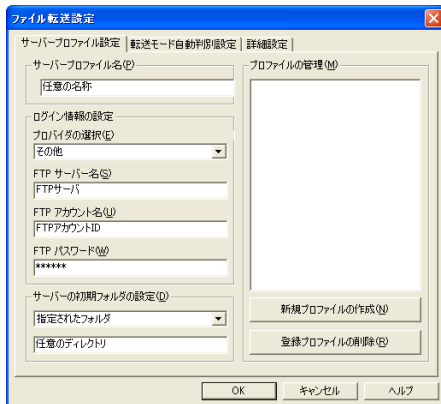 ファイル転送設定
サーバープロファイル設定 転送モード自動判別設定 詳細設定
サーバープロファイル名(P)
任意の名称
ログイン情報の設定
プロバイダの選択(E)
その他
FTP サーバー名(S)
FTPサーバ
FTP アカウント名(U)
FTPアカウントID
FTP パスワード(W)
******
サーバーの初期フォルダの設定(D)
指定されたフォルダ
任意のディレクトリ
プロファイルの管理(M)
新規プロファイルの作成(N)
登録プロファイルの削除(R)
OK キャンセル ヘルプ